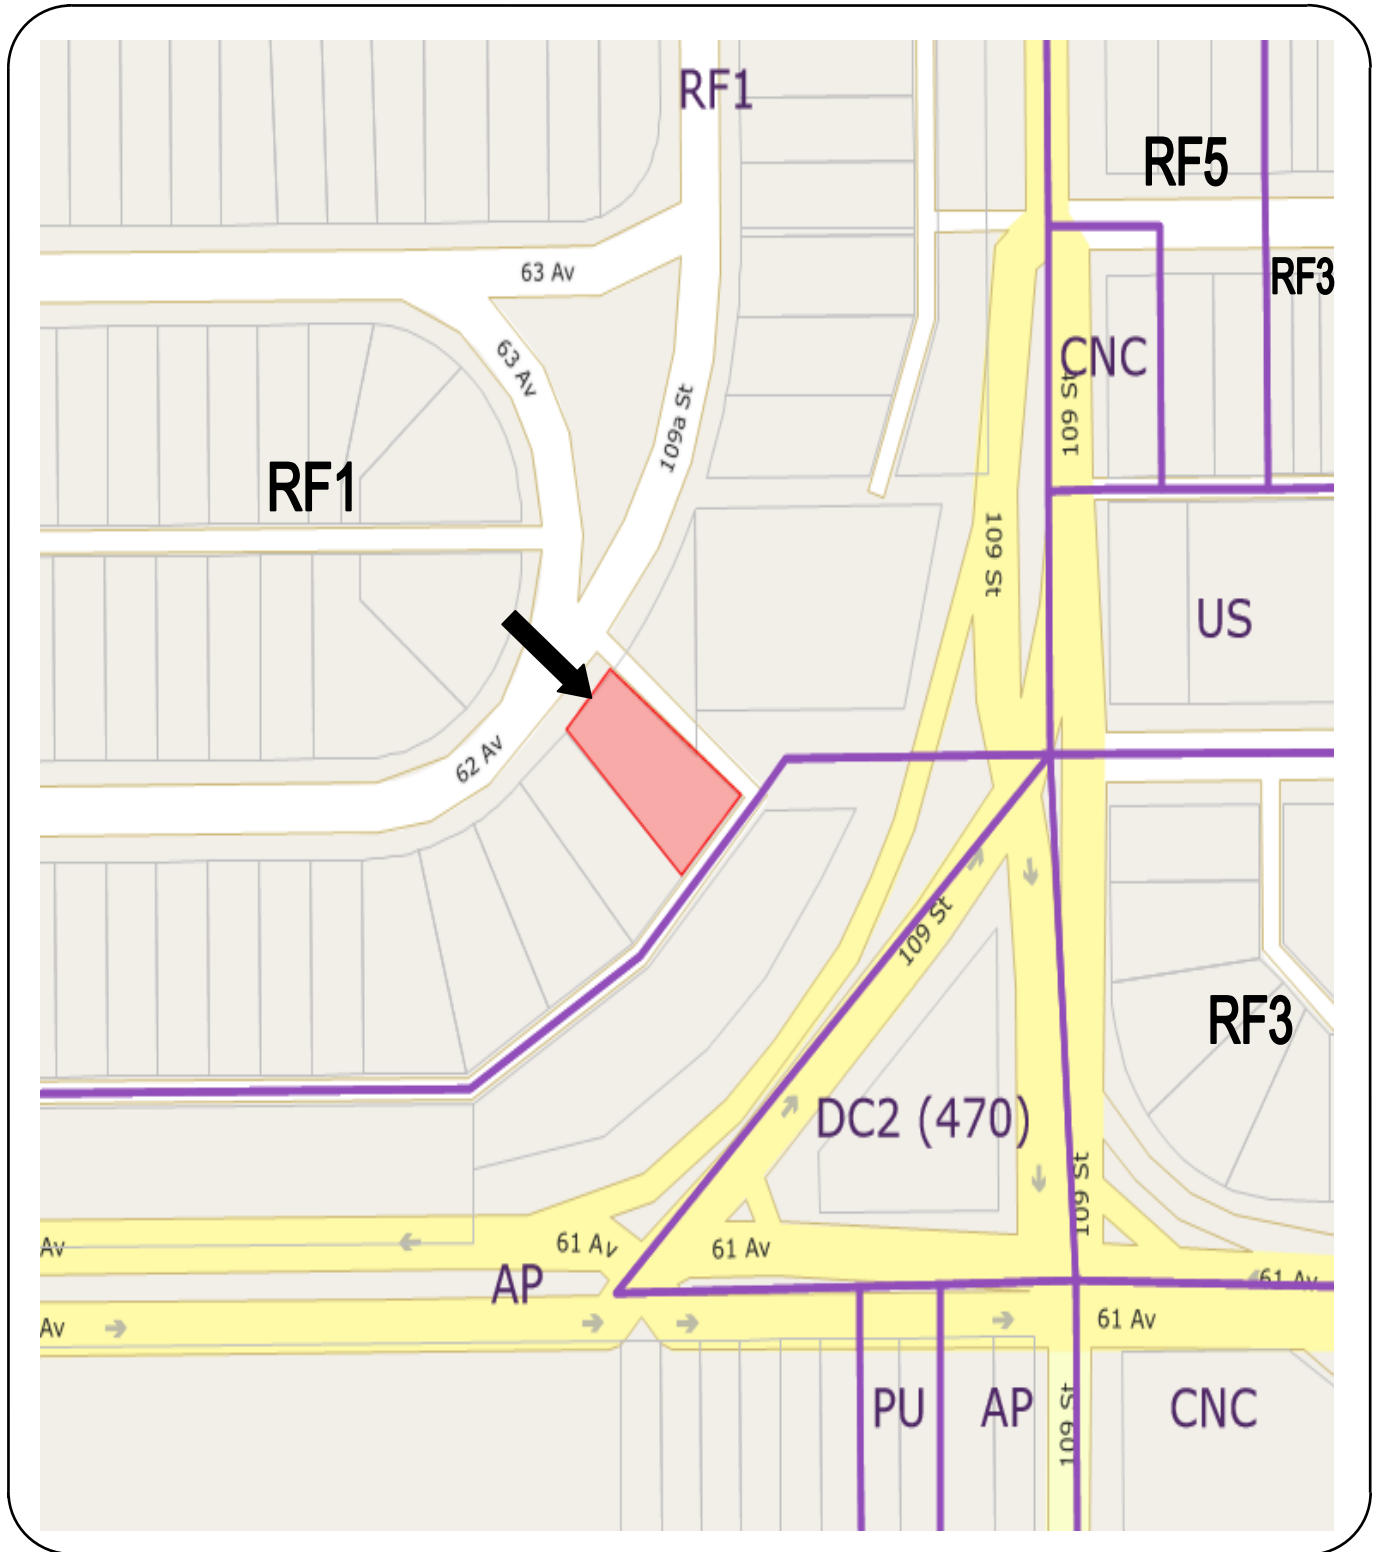 RF1
RF5
63 Av
RF3
63 Av
CNC
109 St
109a St
RF1
109 St
US
62 Av
109 St
RF3
DC2 (470)
109 St
Av
61 Av
61 Av
61 Av
AP
Av
61 Av
PU
AP
CNC
109 St